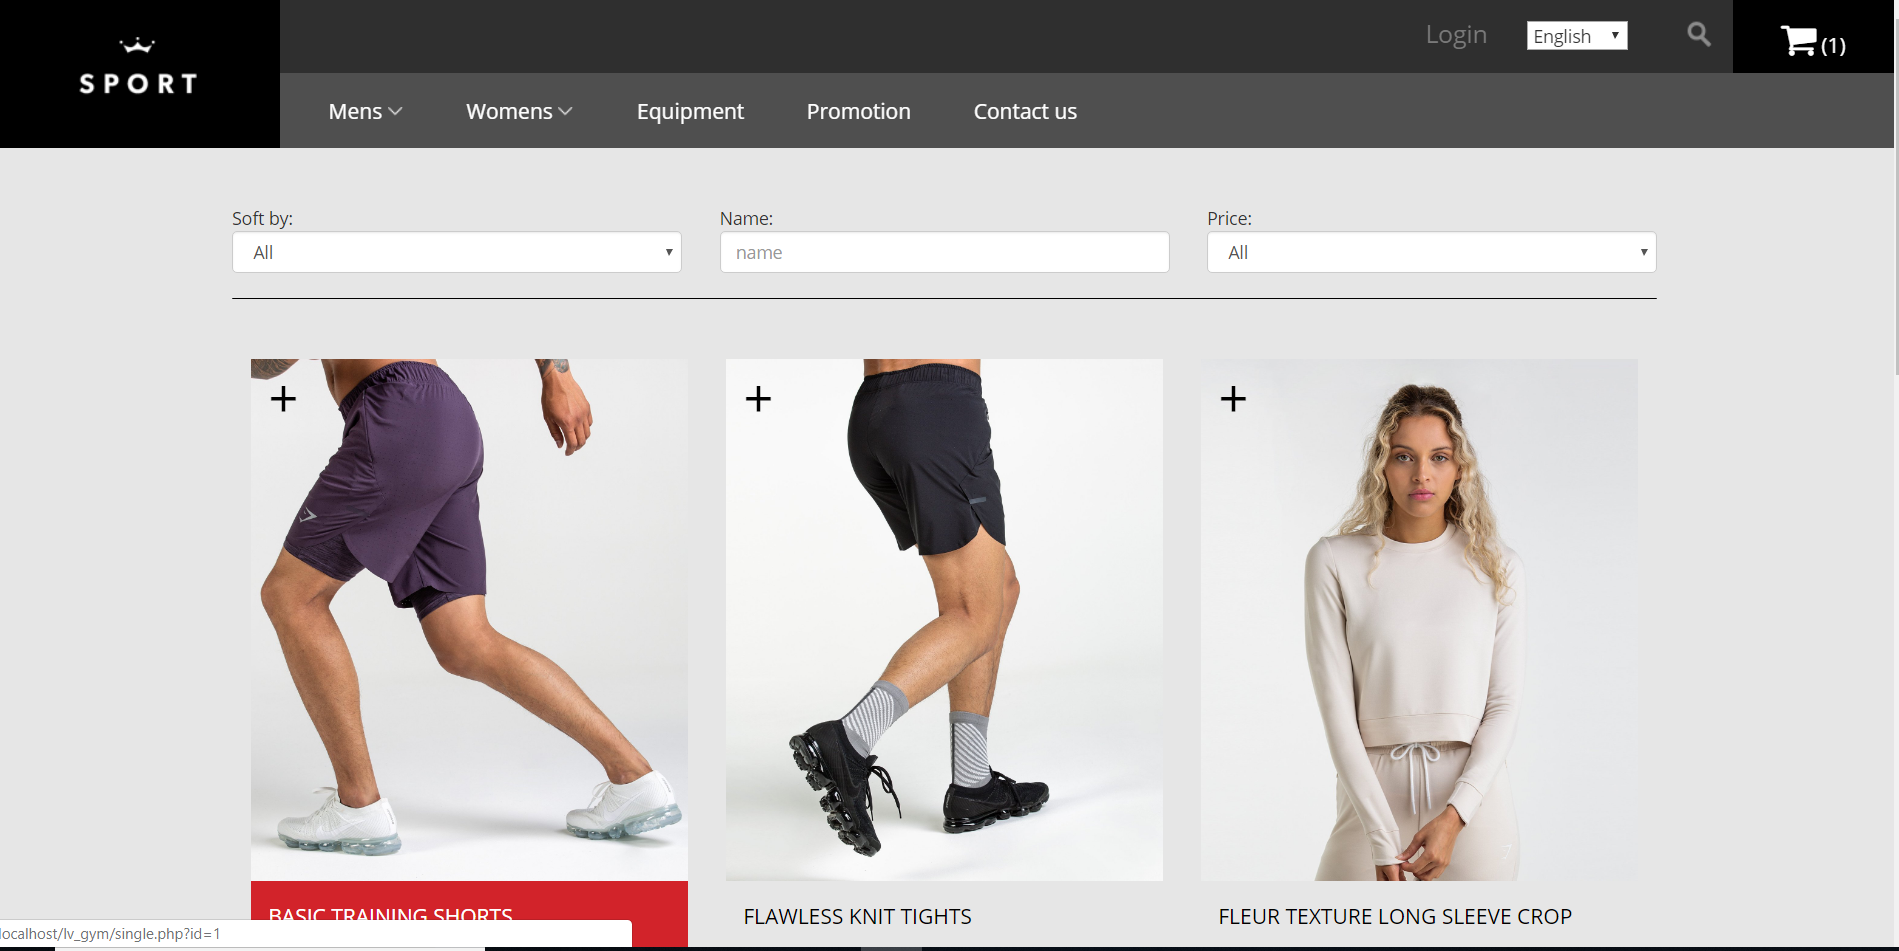 SPORT
Login
English
(1)
Mens
Womens
Equipment
Promotion
Contact us
Soft by:
Name:
Price:
All
name
All
BASIC TRAINING SHORTS
FLAWLESS KNIT TIGHTS
FLEUR TEXTURE LONG SLEEVE CROP
localhost/lv_gym/single.php?id=1